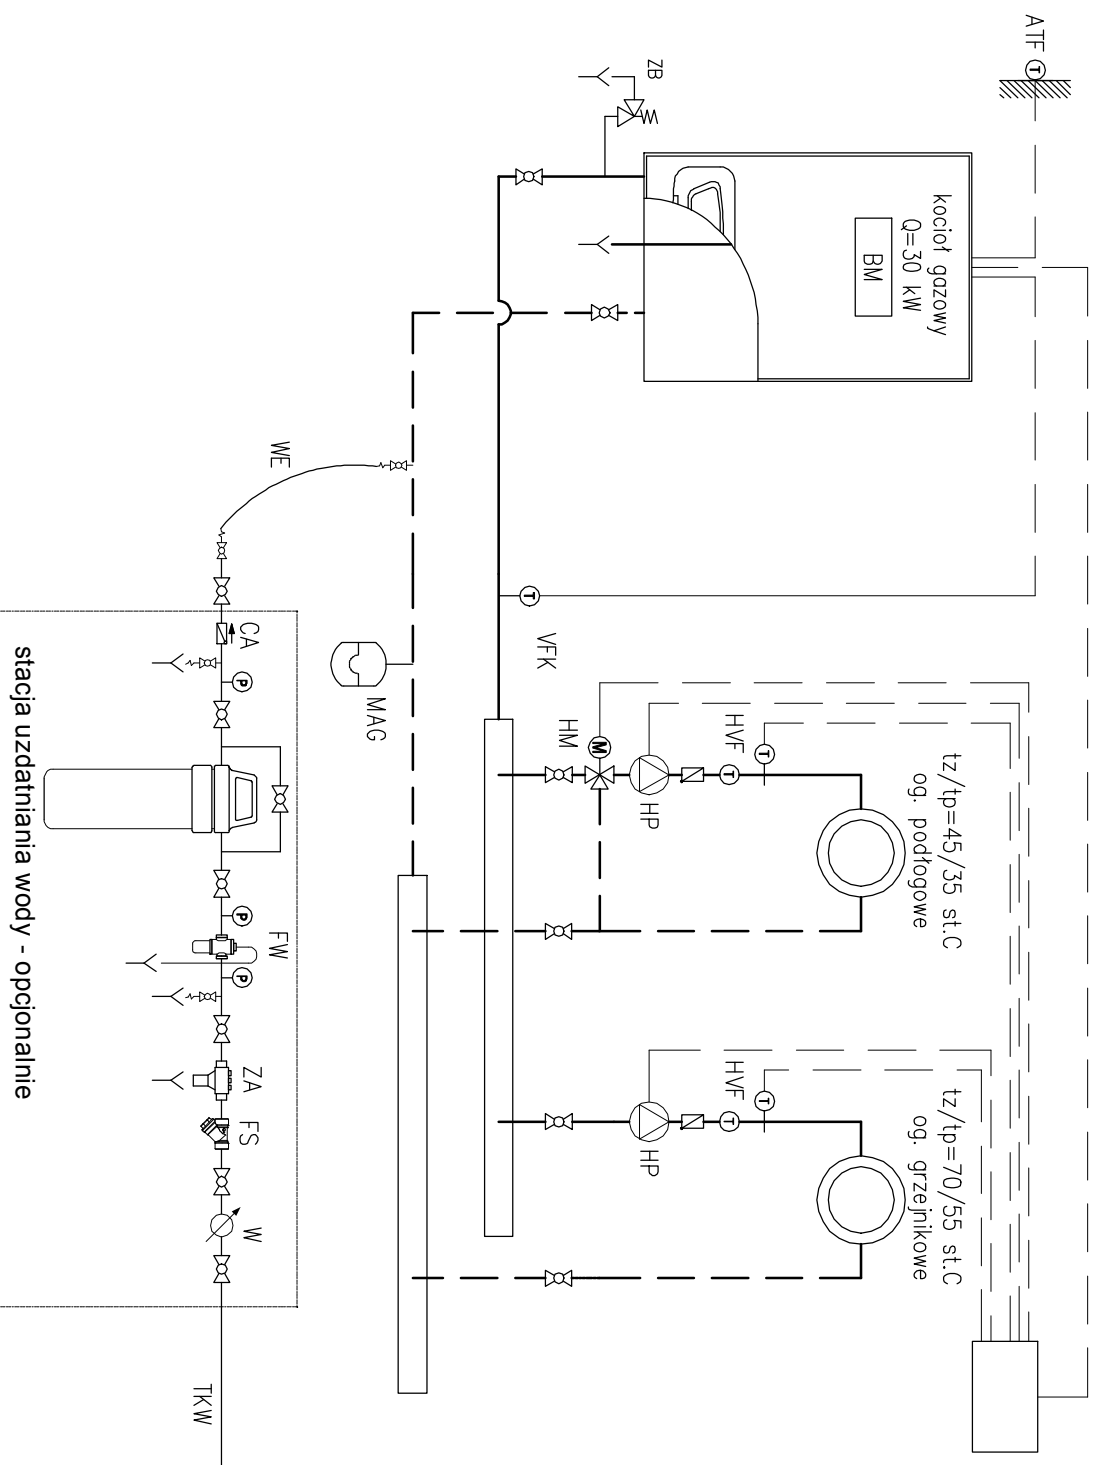 ATF
T
ZB
kocioł gazowy
Q=30 kW
BM
WE
T
VFK
CA
P
MAG
HM
M
HP
HVF
T
T
tz/tp=45/35 st.C
og. podłogowe
HP
HVF
T
T
tz/tp=70/55 st.C
og. grzejnikowe
P
FW
P
ZA
FS
W
TKW
stacja uzdatniania wody - opcjonalnie